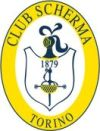 CLUB SCHERMA
R
1879
TORINO